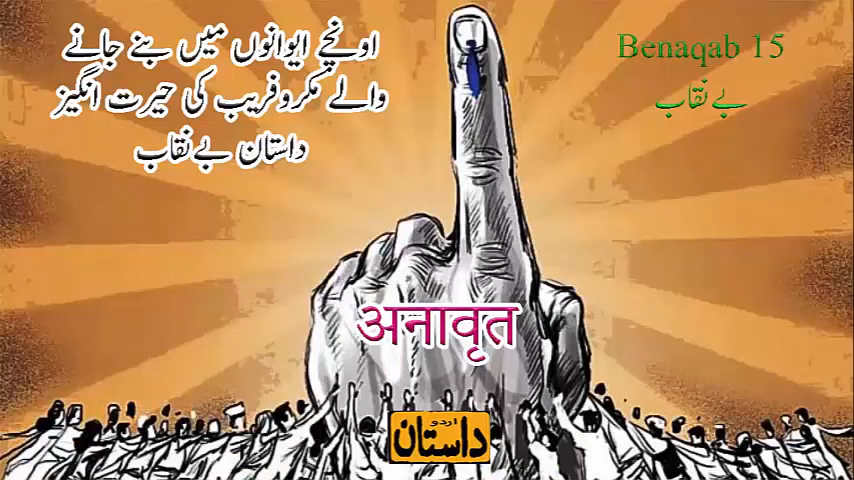 اونچے ایوانوں میں بنے جانے
والے مکروفریب کی حیرت انگیز
داستان بے نقاب
Benaqab 15
بے نقاب
अनावृत
اردو
داستان